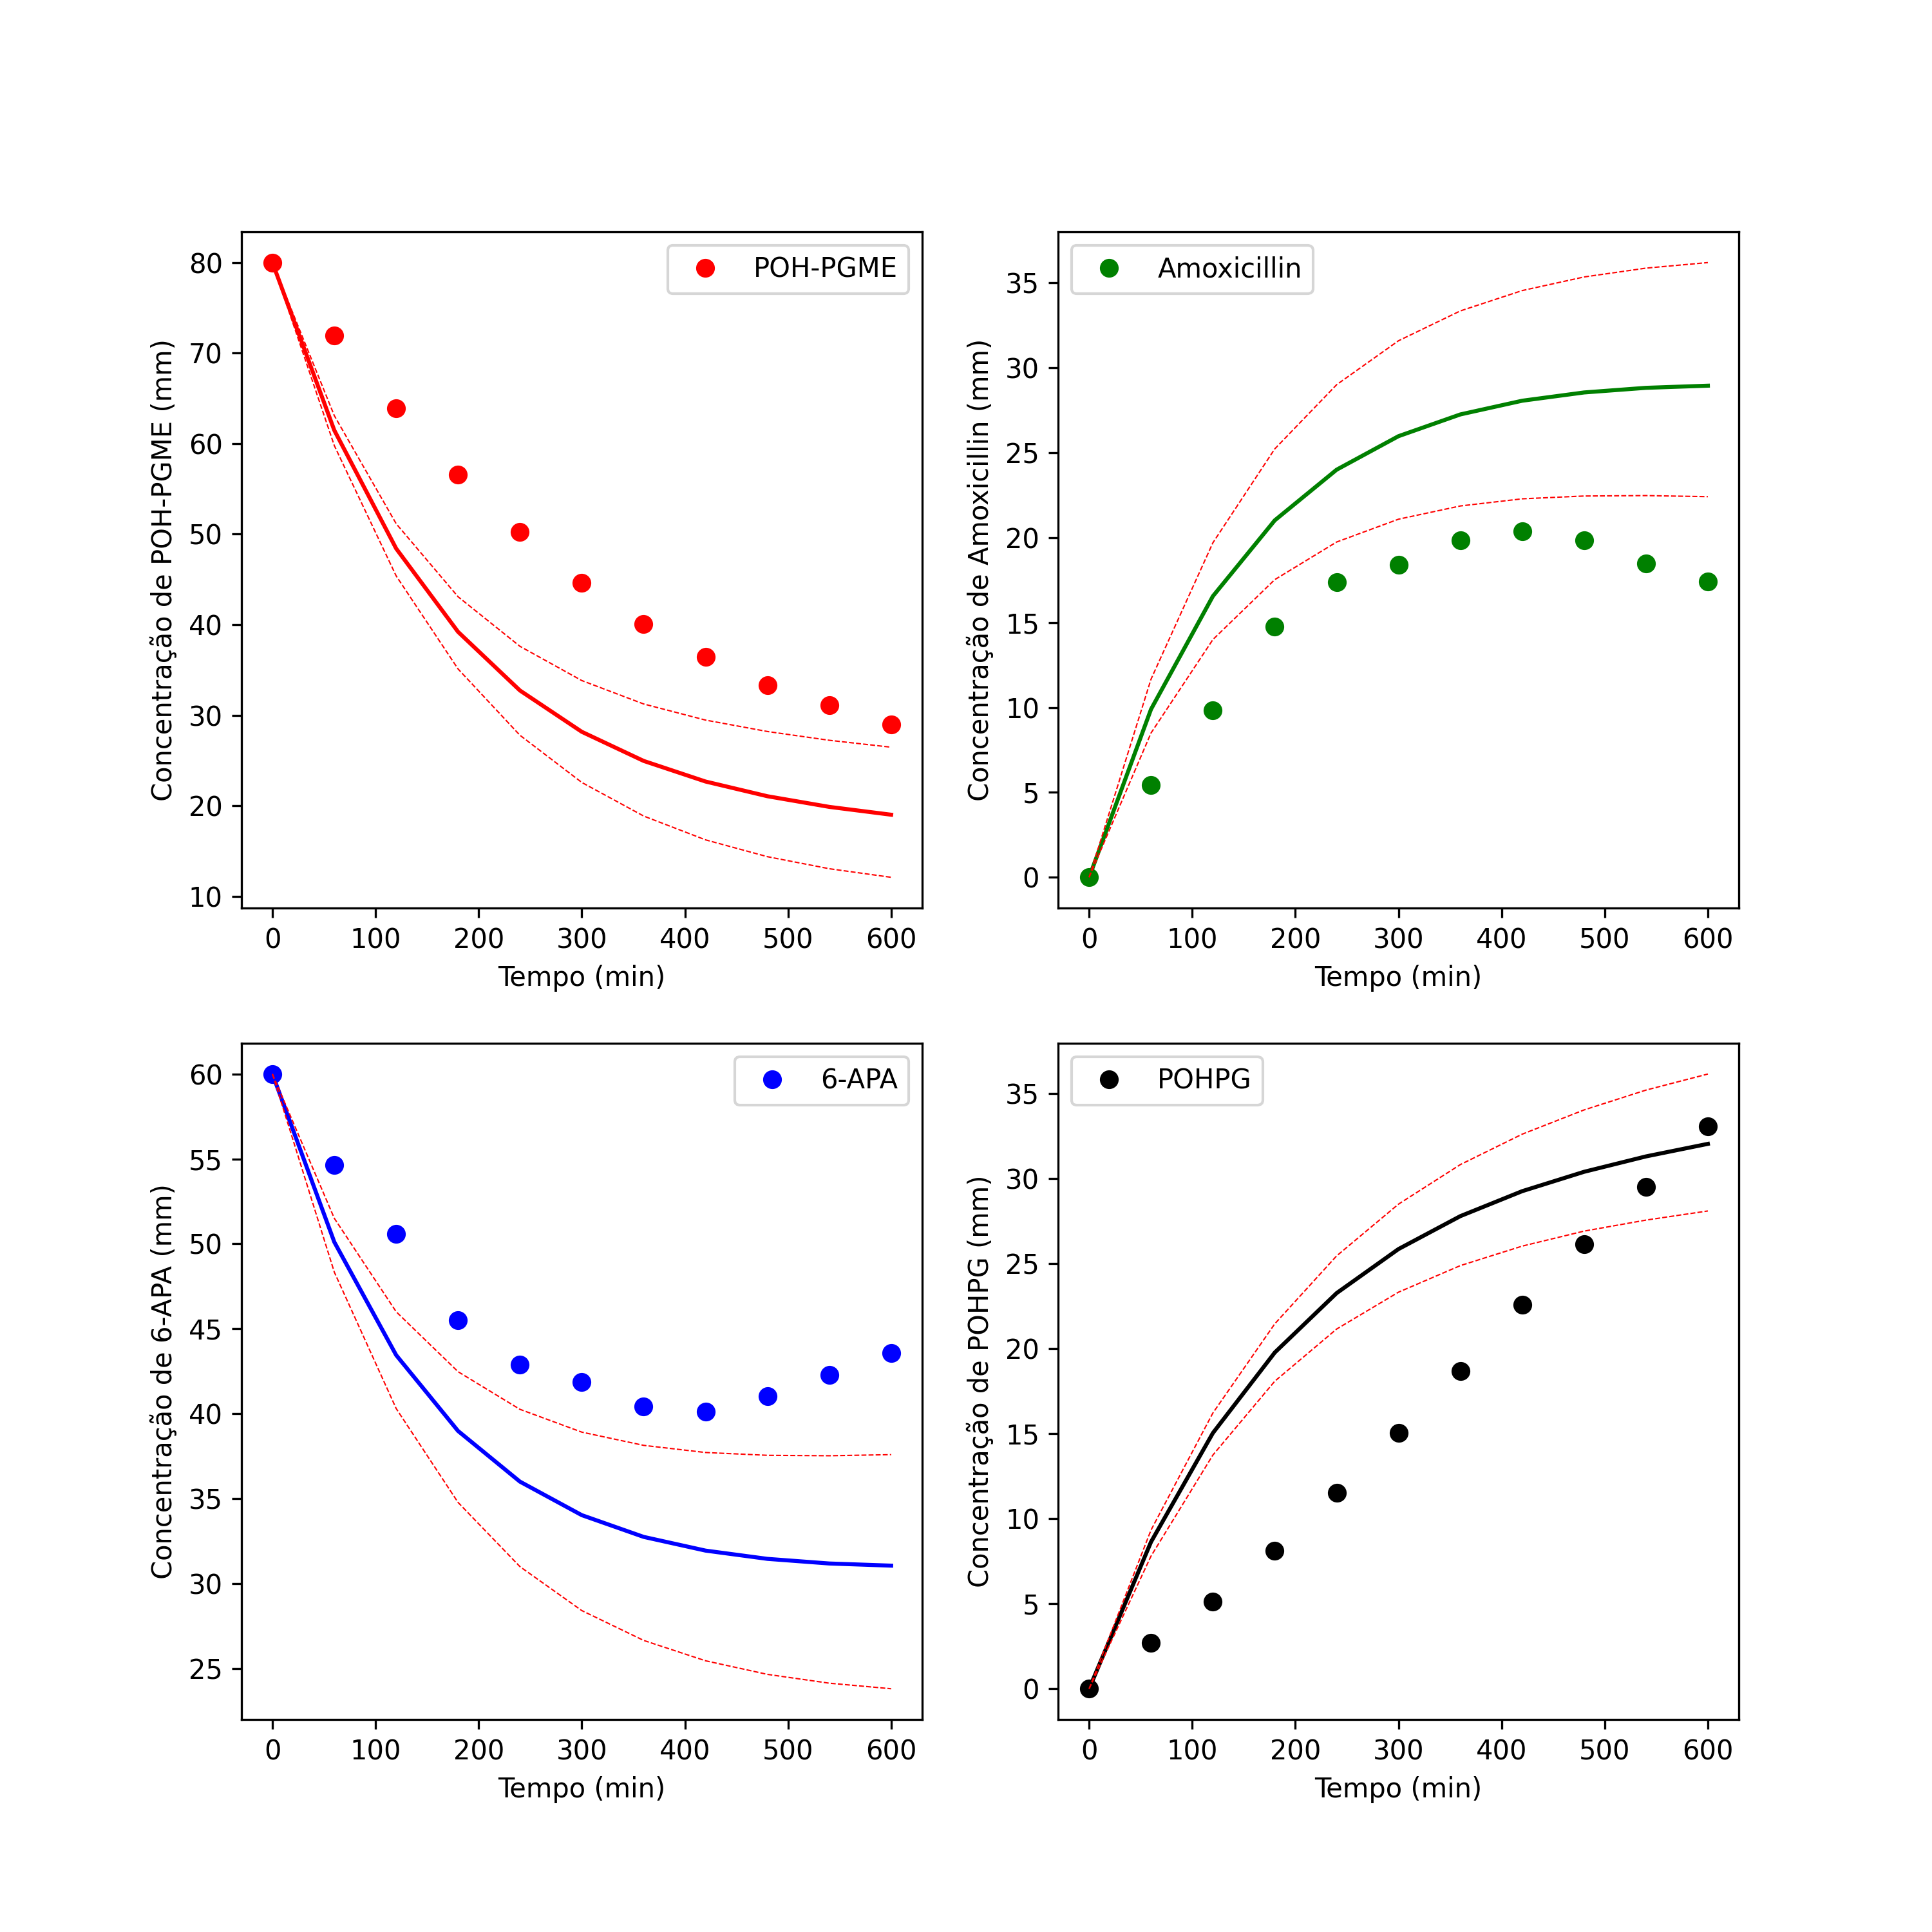 POH-PGME
Concentração de POH-PGME (mm)
80
70
60
50
40
30
20
10
0 100 200 300 400 500 600
Tempo (min)
Amoxicillin
Concentração de Amoxicillin (mm)
35
30
25
20
15
10
5
0
0 100 200 300 400 500 600
Tempo (min)
6-APA
Concentração de 6-APA (mm)
60
55
50
45
40
35
30
25
0 100 200 300 400 500 600
Tempo (min)
POHPG
Concentração de POHPG (mm)
35
30
25
20
15
10
5
0
0 100 200 300 400 500 600
Tempo (min)